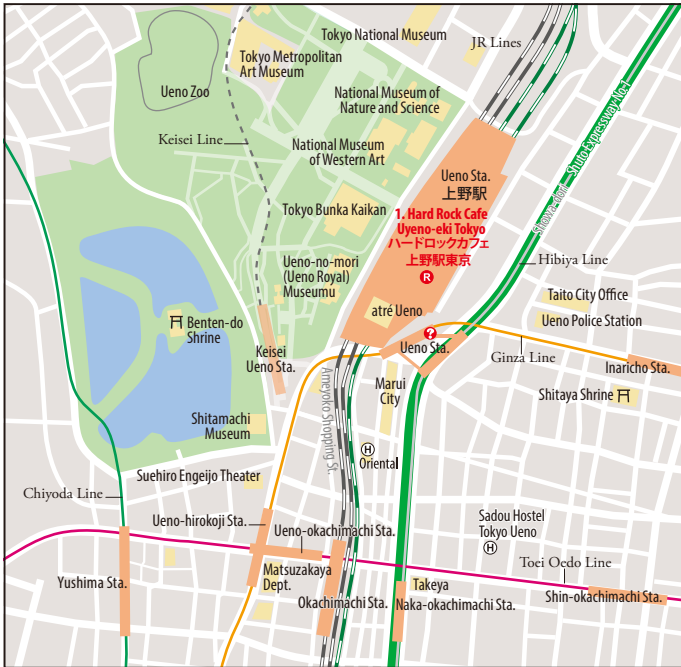 Tokyo National Museum
JR Lines
Tokyo Metropolitan
Art Museum
Ueno Zoo
National Museum of
Nature and Science
Keisei Line
National Museum
of Western Art
Ueno Sta.
上野駅
Tokyo Bunka Kaikan
1. Hard Rock Cafe
Uyeno-eki Tokyo
ハードロックカフェ
上野駅東京
R
Showa-dori
Shuto Expressway No.1
Hibiya Line
Ueno-no-mori
(Ueno Royal)
Museumu
Taito City Office
atré Ueno
Ueno Police Station
Benten-do
Shrine
?
Ueno Sta.
Ginza Line
Inaricho Sta.
Keisei
Ueno Sta.
Ameyoko Shopping St.
Marui
City
Shitaya Shrine
Shitamachi
Museum
H
Oriental
Suehiro Engeijo Theater
Chiyoda Line
Ueno-hirokoji Sta.
Ueno-okachimachi Sta.
Sadou Hostel
Tokyo Ueno
H
Toei Oedo Line
Yushima Sta.
Matsuzakaya
Dept.
Takeya
Okachimachi Sta.
Naka-okachimachi Sta.
Shin-okachimachi Sta.